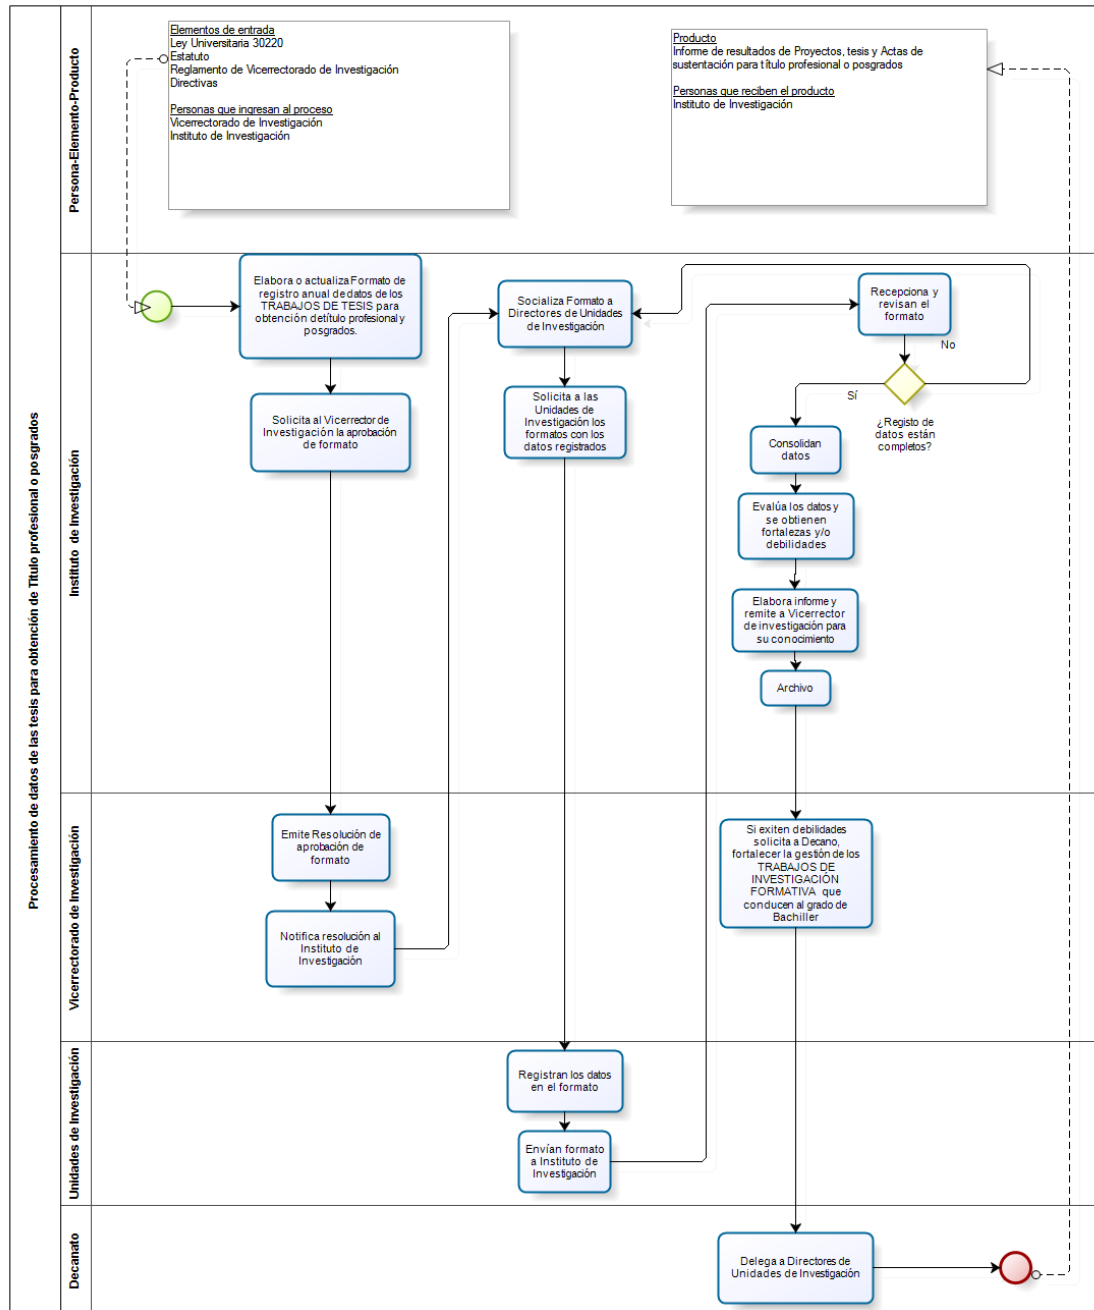 Procesamiento de datos de las tesis para obtención de Título profesional o posgrados
Persona-Elemento-Producto
Elementos de entrada
Ley Universitaria 30220
Estatuto
Reglamento de Vicerrectorado de Investigación
Directivas
Personas que ingresan al proceso
Vicerrectorado de Investigación
Instituto de Investigación
Producto
Informe de resultados de Proyectos, tesis y Actas de
sustentación para título profesional o posgrados
Personas que reciben el producto
Instituto de Investigación
Instituto de Investigación
Elabora o actualiza Formato de
registro anual de datos de los
TRABAJOS DE TESIS para
obtención detítulo profesional y
posgrados.
Solicita al Vicerrector de
Investigación la aprobación
de formato
Socializa Formato a
Directores de Unidades
de Investigación
Solicita a las
Unidades de
Investigación los
formatos con los
datos registrados
Recepciona y
revisan el
formato
No
Sí
¿Registo de
datos están
completos?
Consolidan
datos
Evalúa los datos y
se obtienen
fortalezas y/o
debilidades
Elabora informe y
remite a Vicerrector
de investigación para
su conocimiento
Archivo
Vicerrectorado de Investigación
Emite Resolución de
aprobación de
formato
Notifica resolución al
Instituto de
Investigación
Si exiten debilidades
solicita a Decano,
fortalecer la gestión de los
TRABAJOS DE
INVESTIGACIÓN
FORMATIVA que
conducen al grado de
Bachiller
Unidades de Investigación
Registran los datos
en el formato
Envían formato
a Instituto de
Investigación
Decanato
Delega a Directores de
Unidades de Investigación